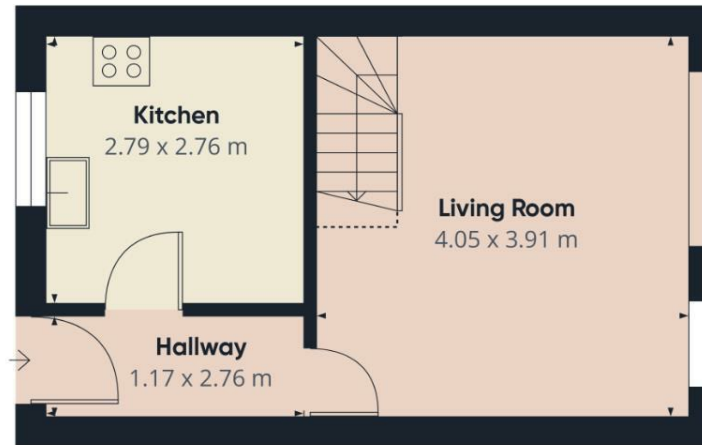 Kitchen
2.79 x 2.76 m
Living Room
4.05 x 3.91 m
Hallway
1.17 x 2.76 m